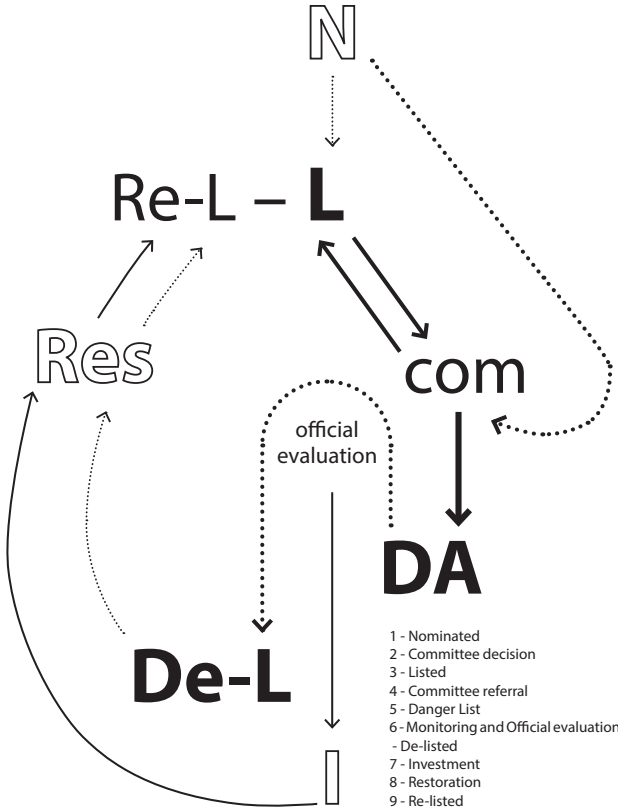 N
Re-L – L
Res
com
official
evaluation
DA
De-L
I
1 - Nominated
2 - Committee decision
3 - Listed
4 - Committee referral
5 - Danger List
6 - Monitoring and Official evaluation
- De-listed
7 - Investment
8 - Restoration
9 - Re-listed